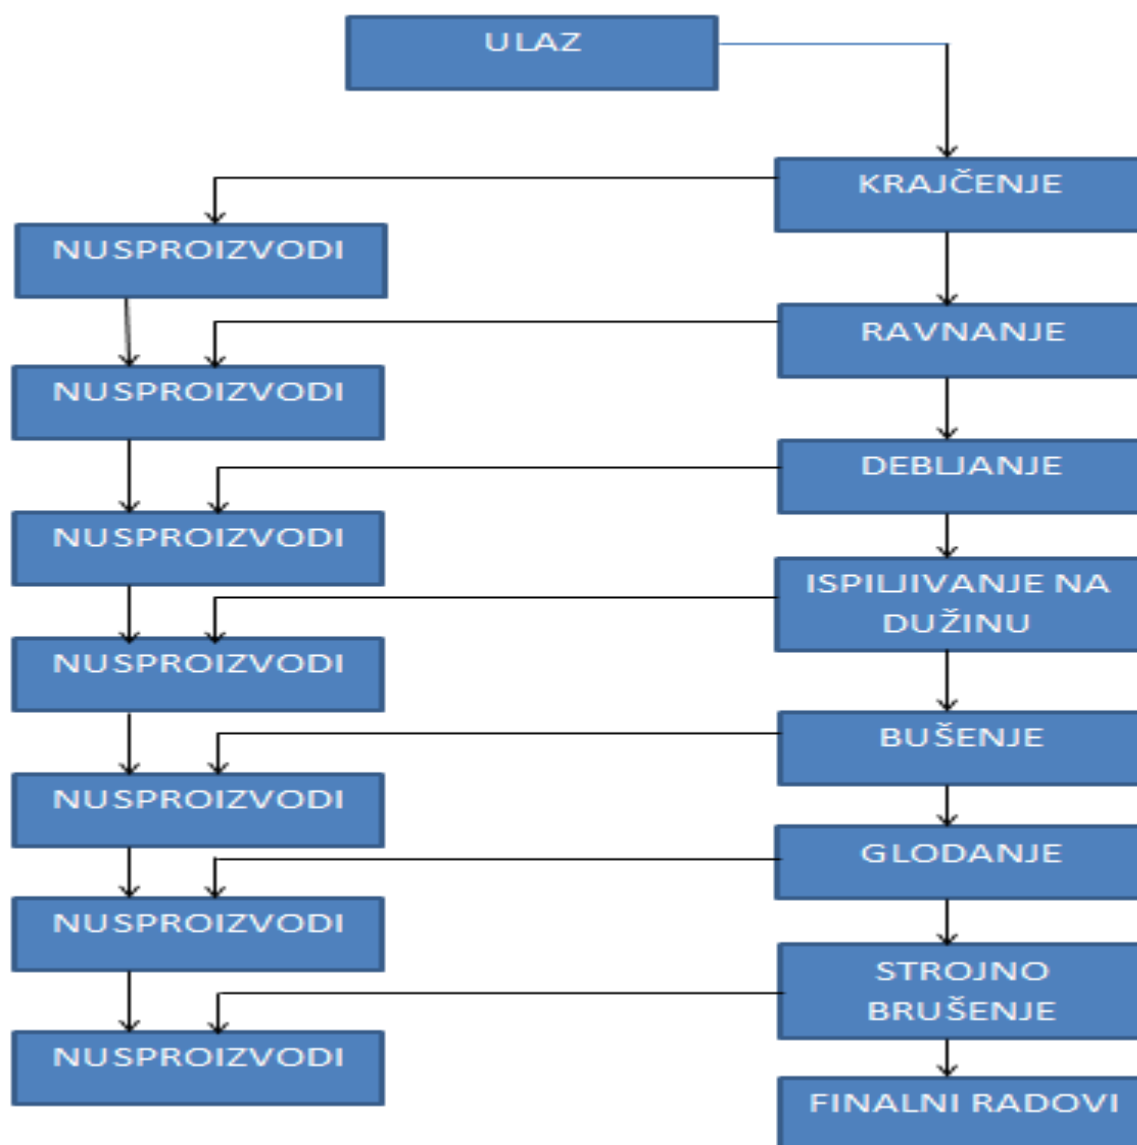 ULAZ
KRAJČENJE
NUSPROIZVODI
RAVNANJE
NUSPROIZVODI
DEBLJANJE
NUSPROIZVODI
ISPILJIVANJE NA
DUŽINU
NUSPROIZVODI
BUŠENJE
NUSPROIZVODI
GLODANJE
NUSPROIZVODI
STROJNO
BRUŠENJE
NUSPROIZVODI
FINALNI RADOVI